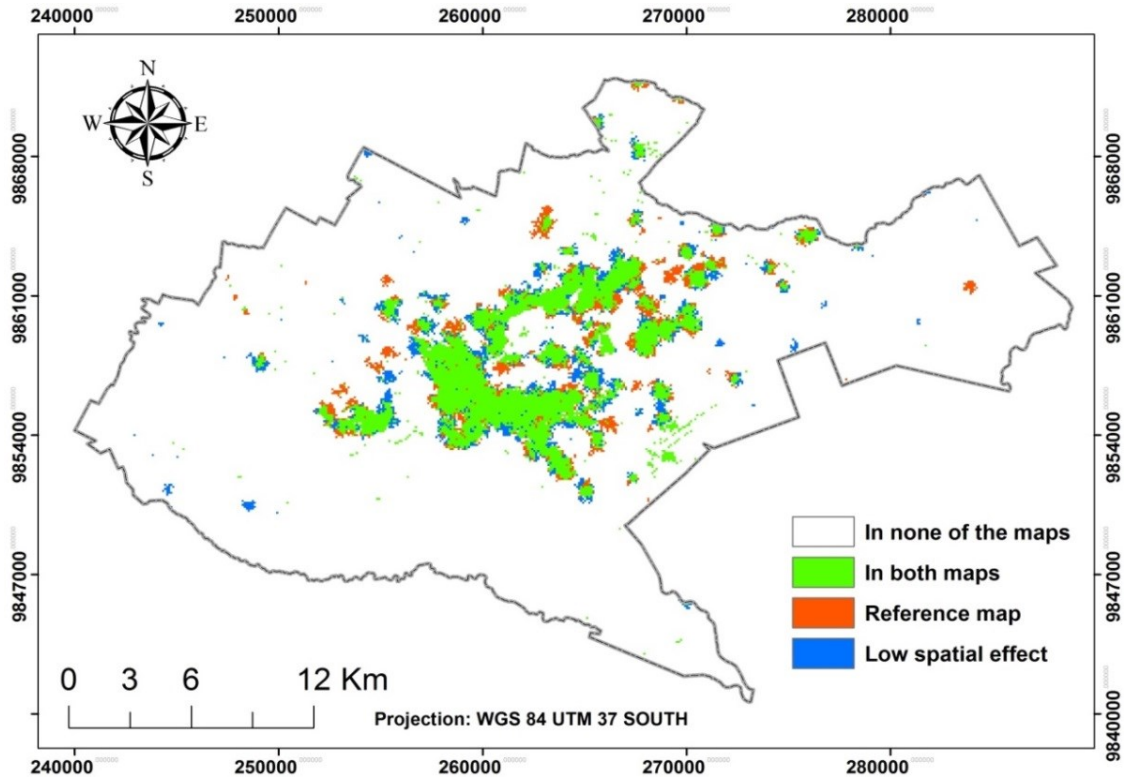 240000 250000 260000 270000 280000
N
W E
S
9868000 9868000
9861000 9861000
9854000 9854000
9847000 9847000
9840000
In none of the maps
In both maps
Reference map
Low spatial effect
0 3 6 12 Km
Projection: WGS 84 UTM 37 SOUTH
240000 250000 260000 270000 280000